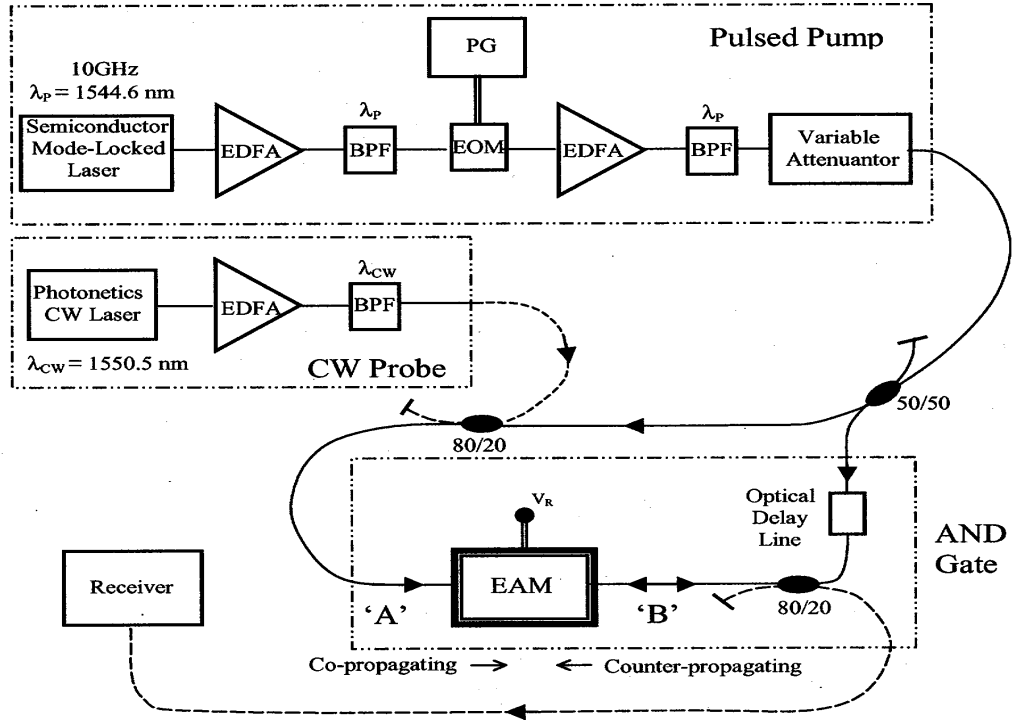 PG
Pulsed Pump
10GHz
λP = 1544.6 nm
Semiconductor
Mode-Locked
Laser
EDFA
λP
BPF
EOM
EDFA
λP
BPF
Variable
Attenuantor
Photonetics
CW Laser
EDFA
λCW
BPF
λCW = 1550.5 nm
CW Probe
50/50
80/20
VR
Optical
Delay
Line
AND
Gate
Receiver
EAM
'A'
'B'
80/20
Co-propagating
Counter-propagating